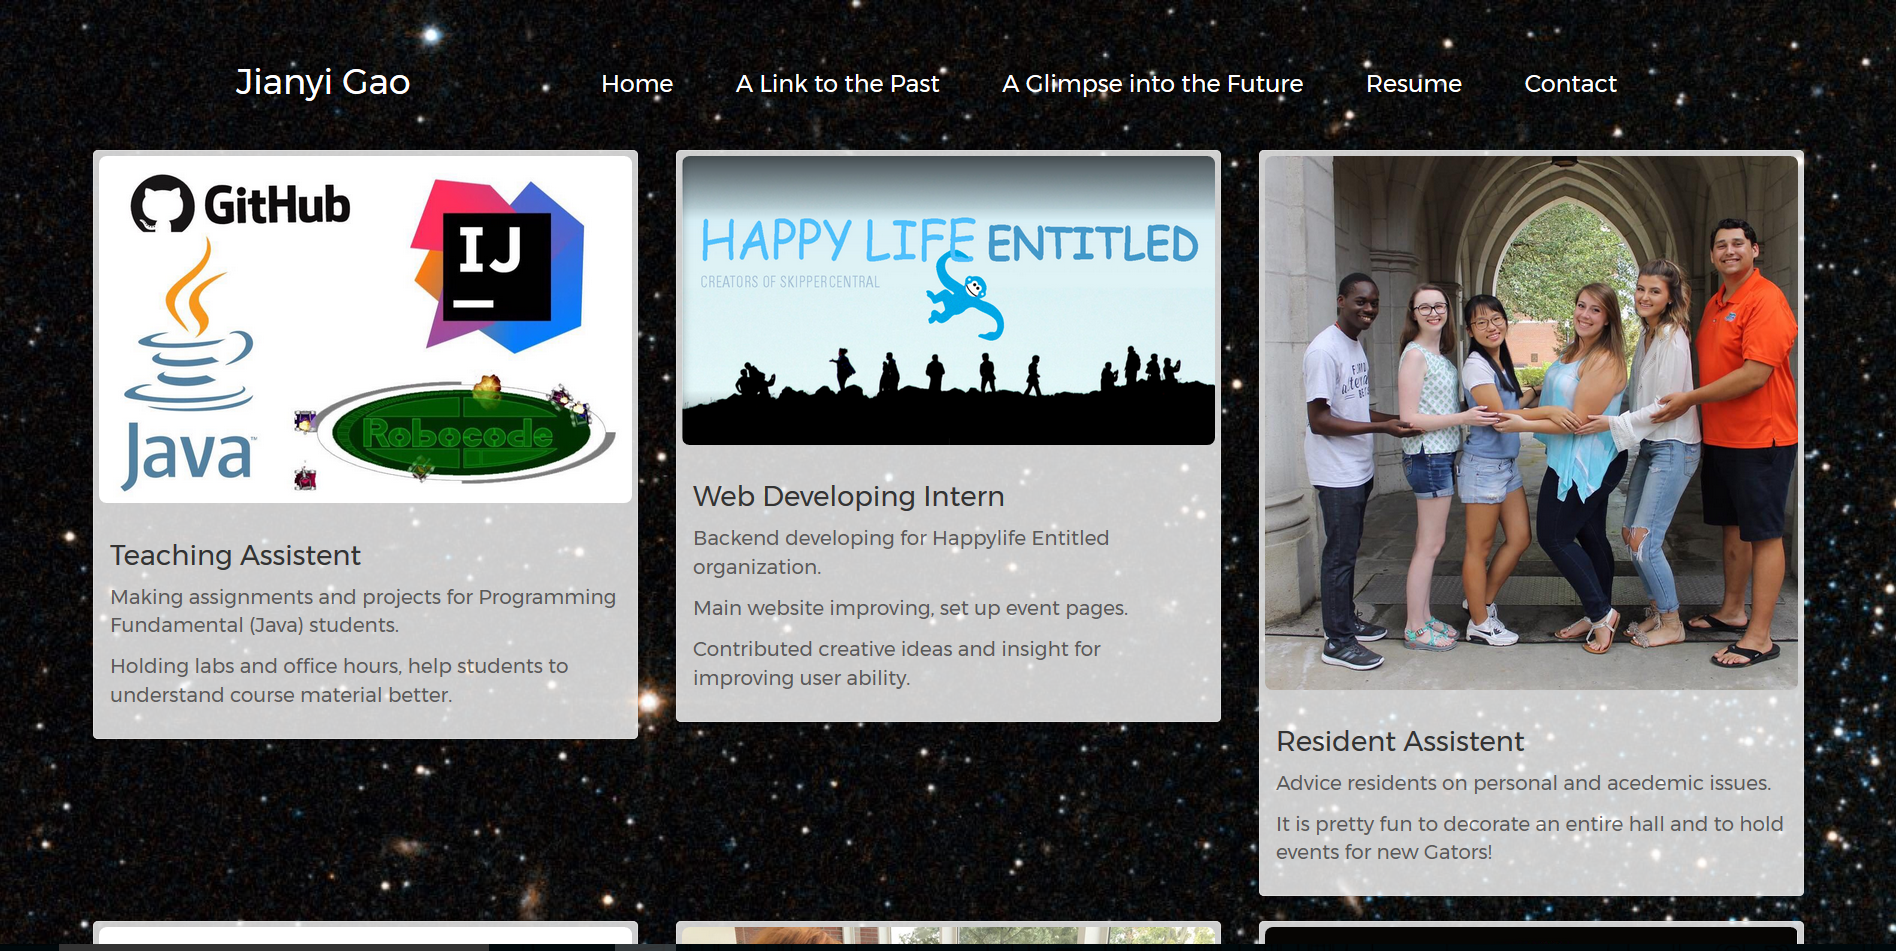 Jianyi Gao
Home
A Link to the Past
A Glimpse into the Future
Resume
Contact
GitHub
IJ
Java™
Robocode
Teaching Assistent
Making assignments and projects for Programming
Fundamental (Java) students.
Holding labs and office hours, help students to
understand course material better.
HAPPY LIFE ENTITLED
CREATORS OF SKIPPERCENTRAL
Web Developing Intern
Backend developing for Happylife Entitled
organization.
Main website improving, set up event pages.
Contributed creative ideas and insight for
improving user ability.
Resident Assistent
Advice residents on personal and acedemic issues.
It is pretty fun to decorate an entire hall and to hold
events for new Gators!